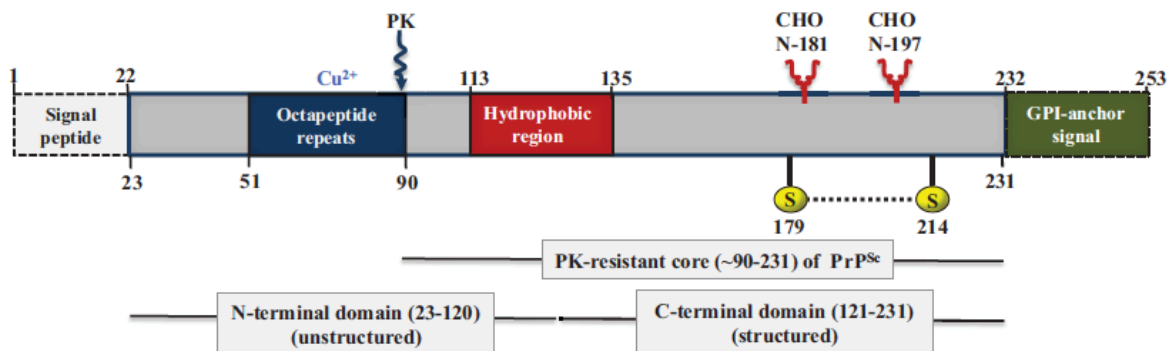 PK
CHO
N-181
CHO
N-197
1
22
Cu2+
113
135
232
253
Signal
peptide
Octapeptide
repeats
Hydrophobic
region
GPI-anchor
signal
23
51
90
S
S
231
179
214
PK-resistant core (~90-231) of PrPSc
N-terminal domain (23-120)
(unstructured)
C-terminal domain (121-231)
(structured)